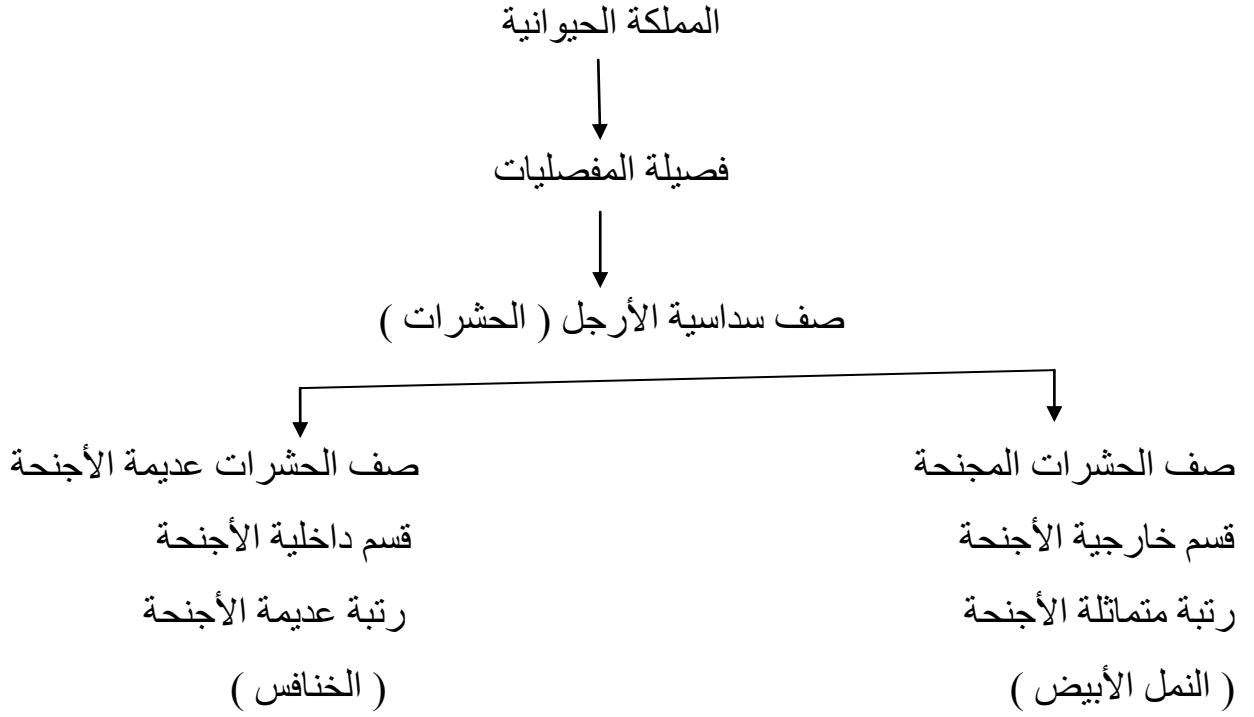 المملكة الحيوانية
فصيلة المفصليات
صف سداسية الأرجل ( الحشرات )
صف الحشرات المجنحة
قسم خارجية الأجنحة
رتبة متماثلة الأجنحة
( النمل الأبيض )
صف الحشرات عديمة الأجنحة
قسم داخلية الأجنحة
رتبة عديمة الأجنحة
( الخنافس )